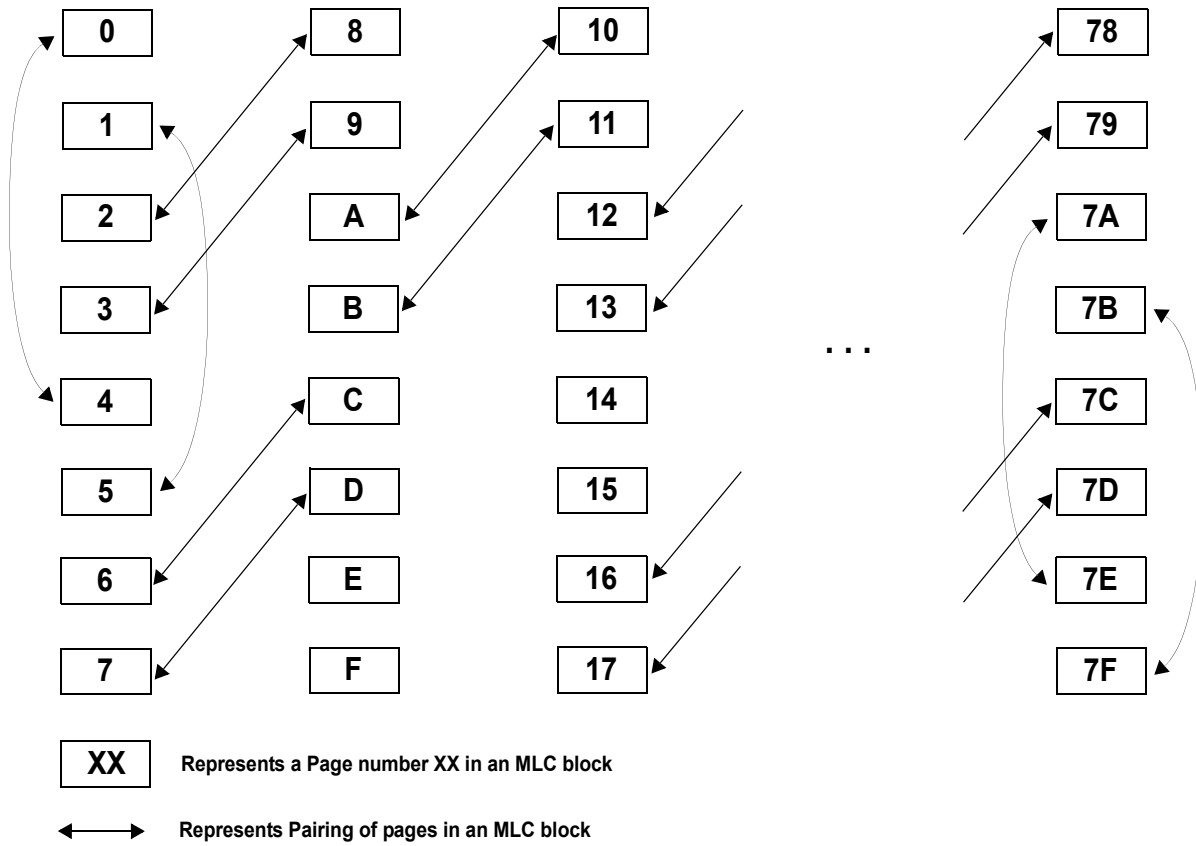 0 8 10 78
1 9 11 79
2 A 12 7A
3 B 13 7B
. . .
4 C 14 7C
5 D 15 7D
6 E 16 7E
7 F 17 7F
XX Represents a Page number XX in an MLC block
Represents Pairing of pages in an MLC block